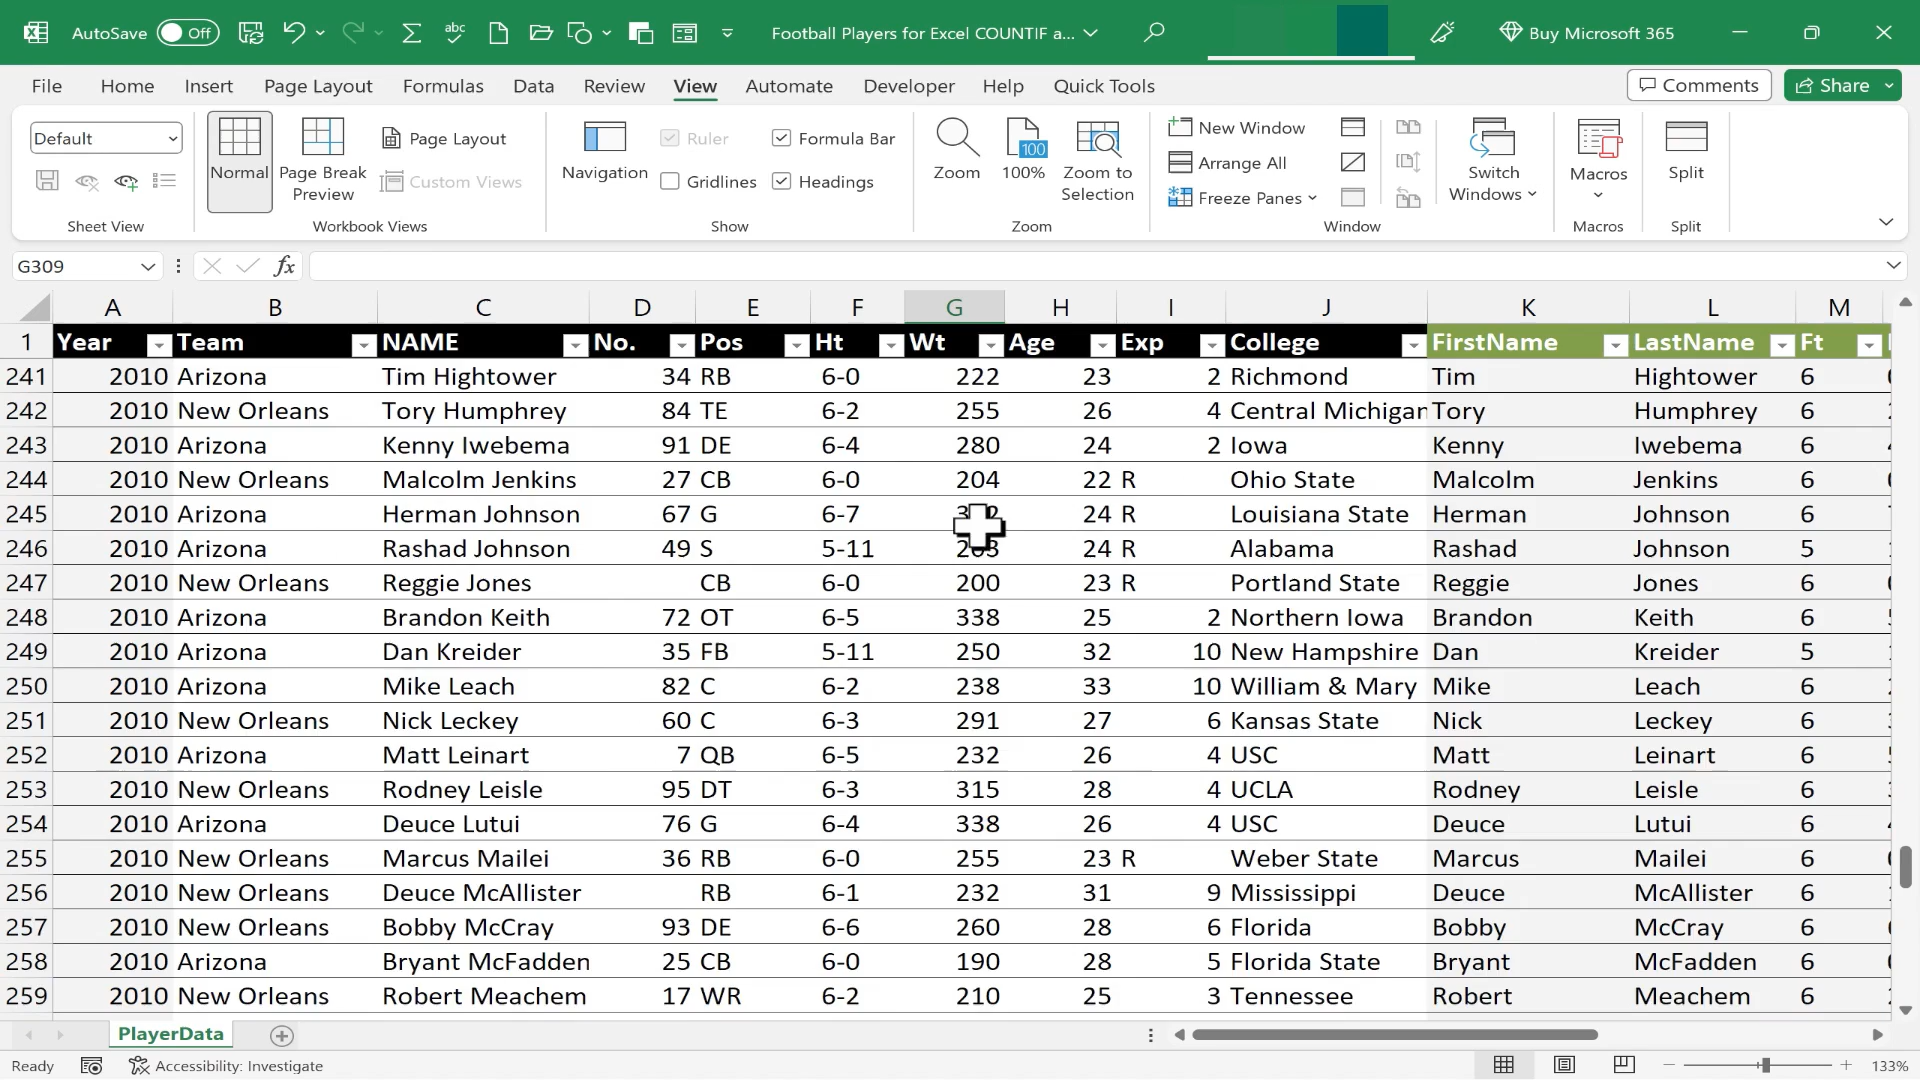 AutoSave Off Football Players for Excel COUNTIF a... Buy Microsoft 365
File Home Insert Page Layout Formulas Data Review View Automate Developer Help Quick Tools Comments Share
Default Normal Page Break Preview Page Layout Custom Views Navigation Ruler Formula Bar Gridlines Headings Zoom 100 100% Zoom to Selection New Window Arrange All Freeze Panes Switch Windows Macros Split
Sheet View Workbook Views Show Zoom Window Macros Split
G309 fx
A B C D E F G H I J K L M
1 Year Team NAME No. Pos Ht Wt Age Exp College FirstName LastName Ft
241 2010 Arizona Tim Hightower 34 RB 6-0 222 23 2 Richmond Tim Hightower 6
242 2010 New Orleans Tory Humphrey 84 TE 6-2 255 26 4 Central Michigan Tory Humphrey 6
243 2010 Arizona Kenny Iwebema 91 DE 6-4 280 24 2 Iowa Kenny Iwebema 6
244 2010 New Orleans Malcolm Jenkins 27 CB 6-0 204 22 R Ohio State Malcolm Jenkins 6
245 2010 Arizona Herman Johnson 67 G 6-7 24 R Louisiana State Herman Johnson 6
246 2010 Arizona Rashad Johnson 49 S 5-11 24 R Alabama Rashad Johnson 5
247 2010 New Orleans Reggie Jones CB 6-0 200 23 R Portland State Reggie Jones 6
248 2010 Arizona Brandon Keith 72 OT 6-5 338 25 2 Northern Iowa Brandon Keith 6
249 2010 Arizona Dan Kreider 35 FB 5-11 250 32 10 New Hampshire Dan Kreider 5
250 2010 Arizona Mike Leach 82 C 6-2 238 33 10 William & Mary Mike Leach 6
251 2010 New Orleans Nick Leckey 60 C 6-3 291 27 6 Kansas State Nick Leckey 6
252 2010 Arizona Matt Leinart 7 QB 6-5 232 26 4 USC Matt Leinart 6
253 2010 New Orleans Rodney Leisle 95 DT 6-3 315 28 4 UCLA Rodney Leisle 6
254 2010 Arizona Deuce Lutui 76 G 6-4 338 26 4 USC Deuce Lutui 6
255 2010 New Orleans Marcus Mailei 36 RB 6-0 255 23 R Weber State Marcus Mailei 6
256 2010 New Orleans Deuce McAllister RB 6-1 232 31 9 Mississippi Deuce McAllister 6
257 2010 New Orleans Bobby McCray 93 DE 6-6 260 28 6 Florida Bobby McCray 6
258 2010 Arizona Bryant McFadden 25 CB 6-0 190 28 5 Florida State Bryant McFadden 6
259 2010 New Orleans Robert Meachem 17 WR 6-2 210 25 3 Tennessee Robert Meachem 6
PlayerData
Ready Accessibility: Investigate 133%